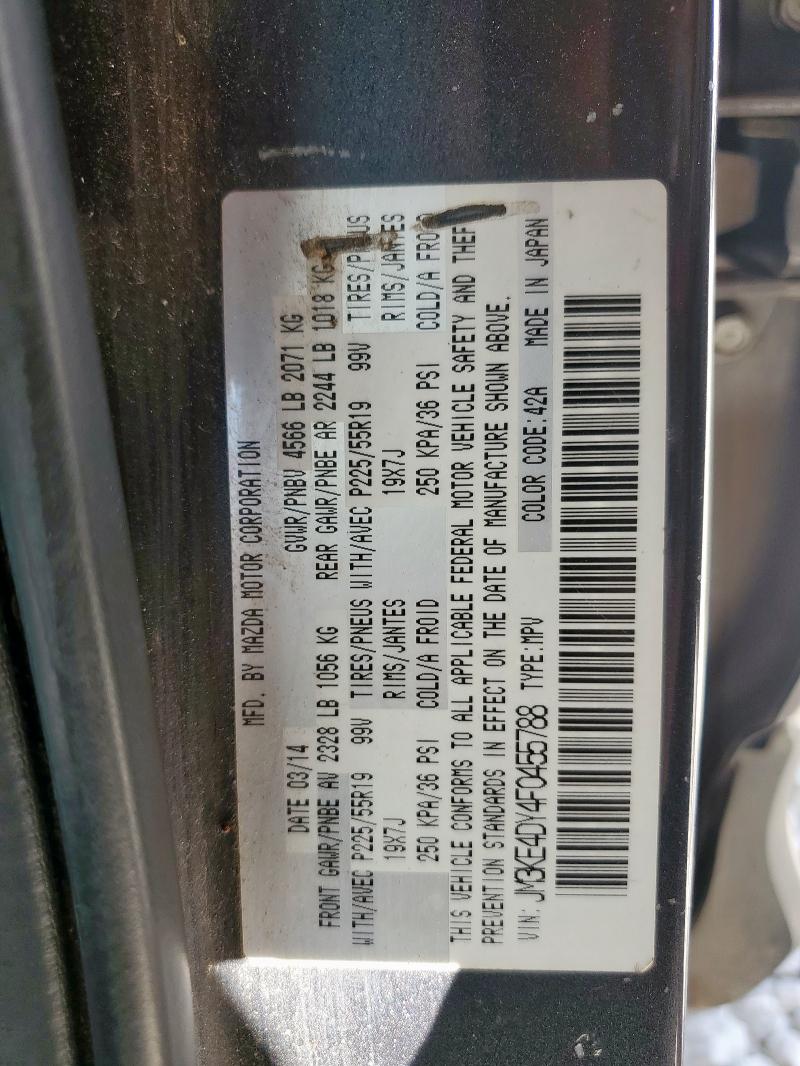 MFD. BY MAZDA MOTOR CORPORATION
DATE 03/14 GVWR/PNBV 4566 LB 2071 KG
FRONT GAWR/PNBE AV 2328 LB 1056 KG REAR GAWR/PNBE AR 2244 LB 1018 KG
WITH/AVEC P225/55R19 99V TIRES/PNEUS WITH/AVEC P225/55R19 99V TIRES/PNEUS
19X7J RIMS/JANTES 19X7J RIMS/JANTES
250 KPA/36 PSI COLD/A FROID 250 KPA/36 PSI COLD/A FROID
THIS VEHICLE CONFORMS TO ALL APPLICABLE FEDERAL MOTOR VEHICLE SAFETY AND THEF
PREVENTION STANDARDS IN EFFECT ON THE DATE OF MANUFACTURE SHOWN ABOVE.
VIN: JM3KE4DY4F0455788 TYPE:MPV COLOR CODE:42A MADE IN JAPAN